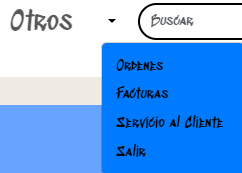 Otros Buscar
Ordenes
Facturas
Servicio al Cliente
Salir